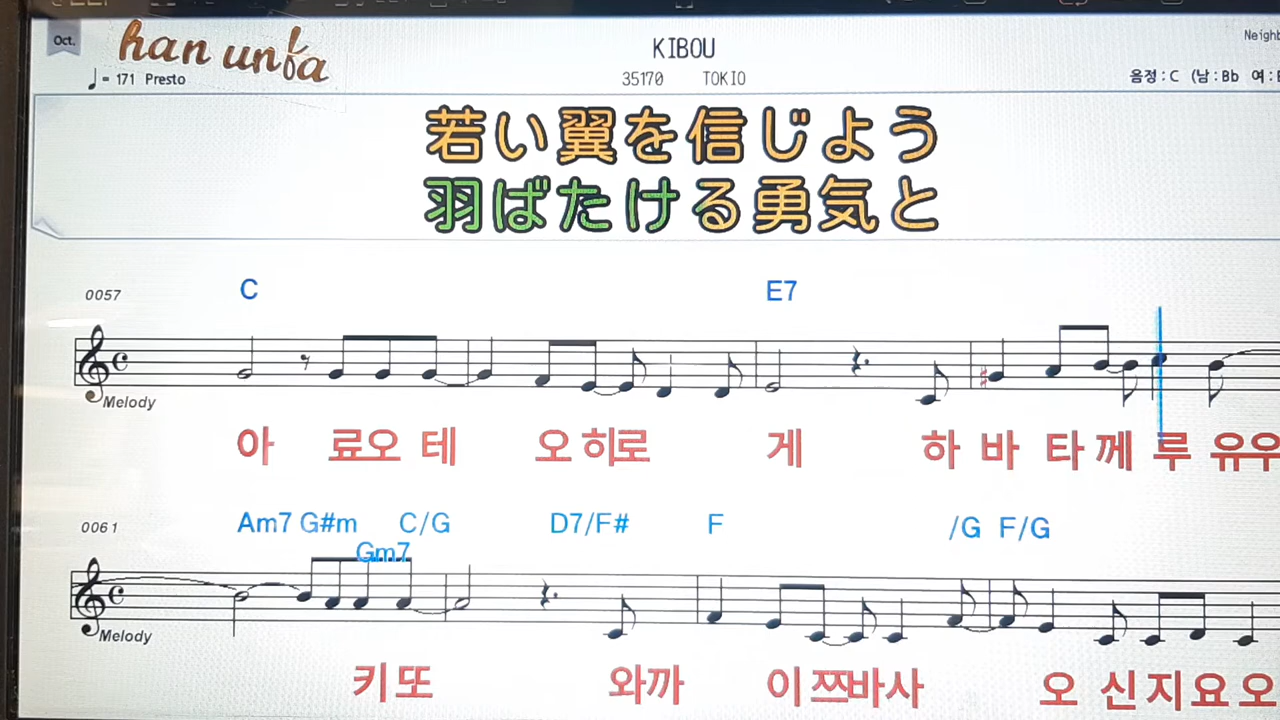 Oct.
han unfa
KIBOU
Neighb
♩= 171 Presto
35170 TOKIO
음정 : C (남 : Bb 여 : E
若い翼を信じよう
羽ばたける勇気と
C E7
0057
Melody
아 료오 테 오 히로 게 하 바 타 께 루 유우
Am7 G#m C/G D7/F# F /G F/G
0061
Gm7
Melody
키 또 와까 이 쯔바사 오 신 지 요 오